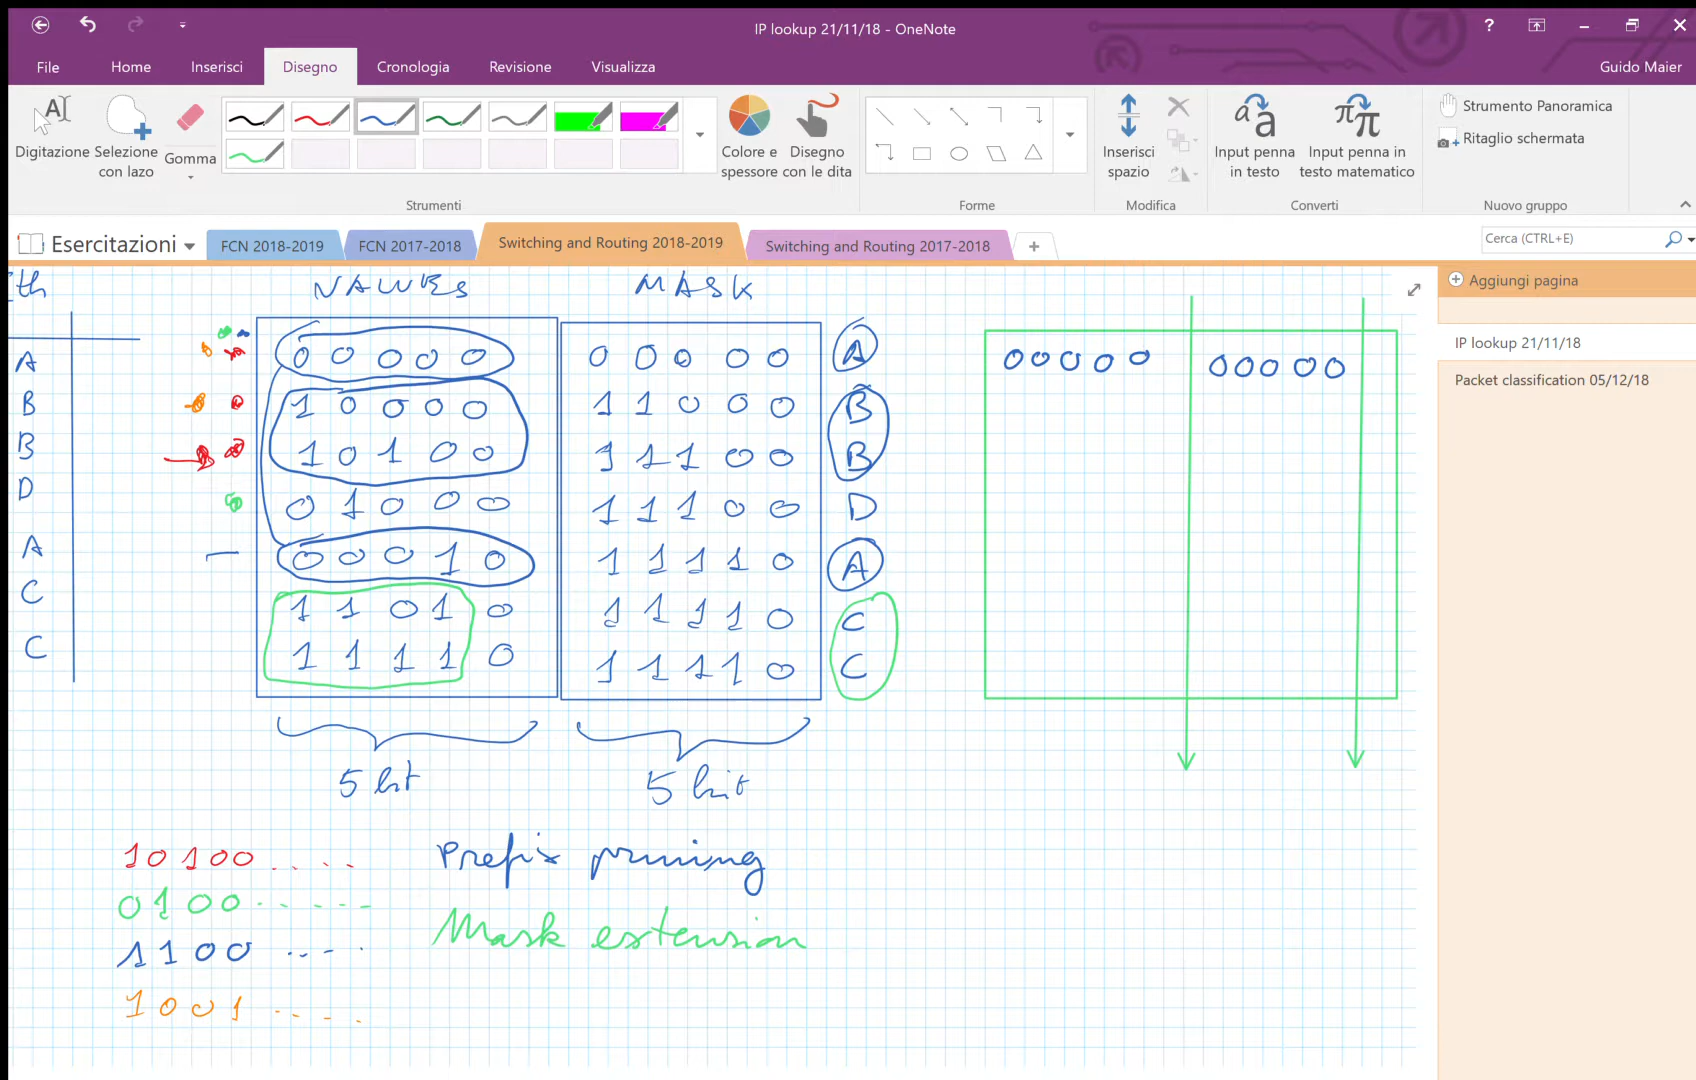 IP lookup 21/11/18 - OneNote
?
File Home Inserisci Disegno Cronologia Revisione Visualizza Guido Maier
Digitazione Selezione con lazo Gomma
Colore e spessore Disegno con le dita
Inserisci spazio
Input penna in testo Input penna in testo matematico
Strumento Panoramica
Ritaglio schermata
Strumenti Forme Modifica Converti Nuovo gruppo
Esercitazioni FCN 2018-2019 FCN 2017-2018 Switching and Routing 2018-2019 Switching and Routing 2017-2018 + Cerca (CTRL+E)
Aggiungi pagina
IP lookup 21/11/18
Packet classification 05/12/18
MASK
A 0 0 0 0 0 0 0 0 0 0 A 0 0 0 0 0 0 0 0 0 0
B 1 0 0 0 0 1 1 0 0 0 B
B 1 0 1 0 0 1 1 1 0 0 B
D 0 1 0 0 0 1 1 1 0 0 D
A 0 0 0 1 0 1 1 1 1 0 A
C 1 1 0 1 0 1 1 1 1 0 C
C 1 1 1 1 0 1 1 1 1 0 C
5 bit 5 bit
10100.... Prefix pruning
0100...... Mask extension
1100....
1001....